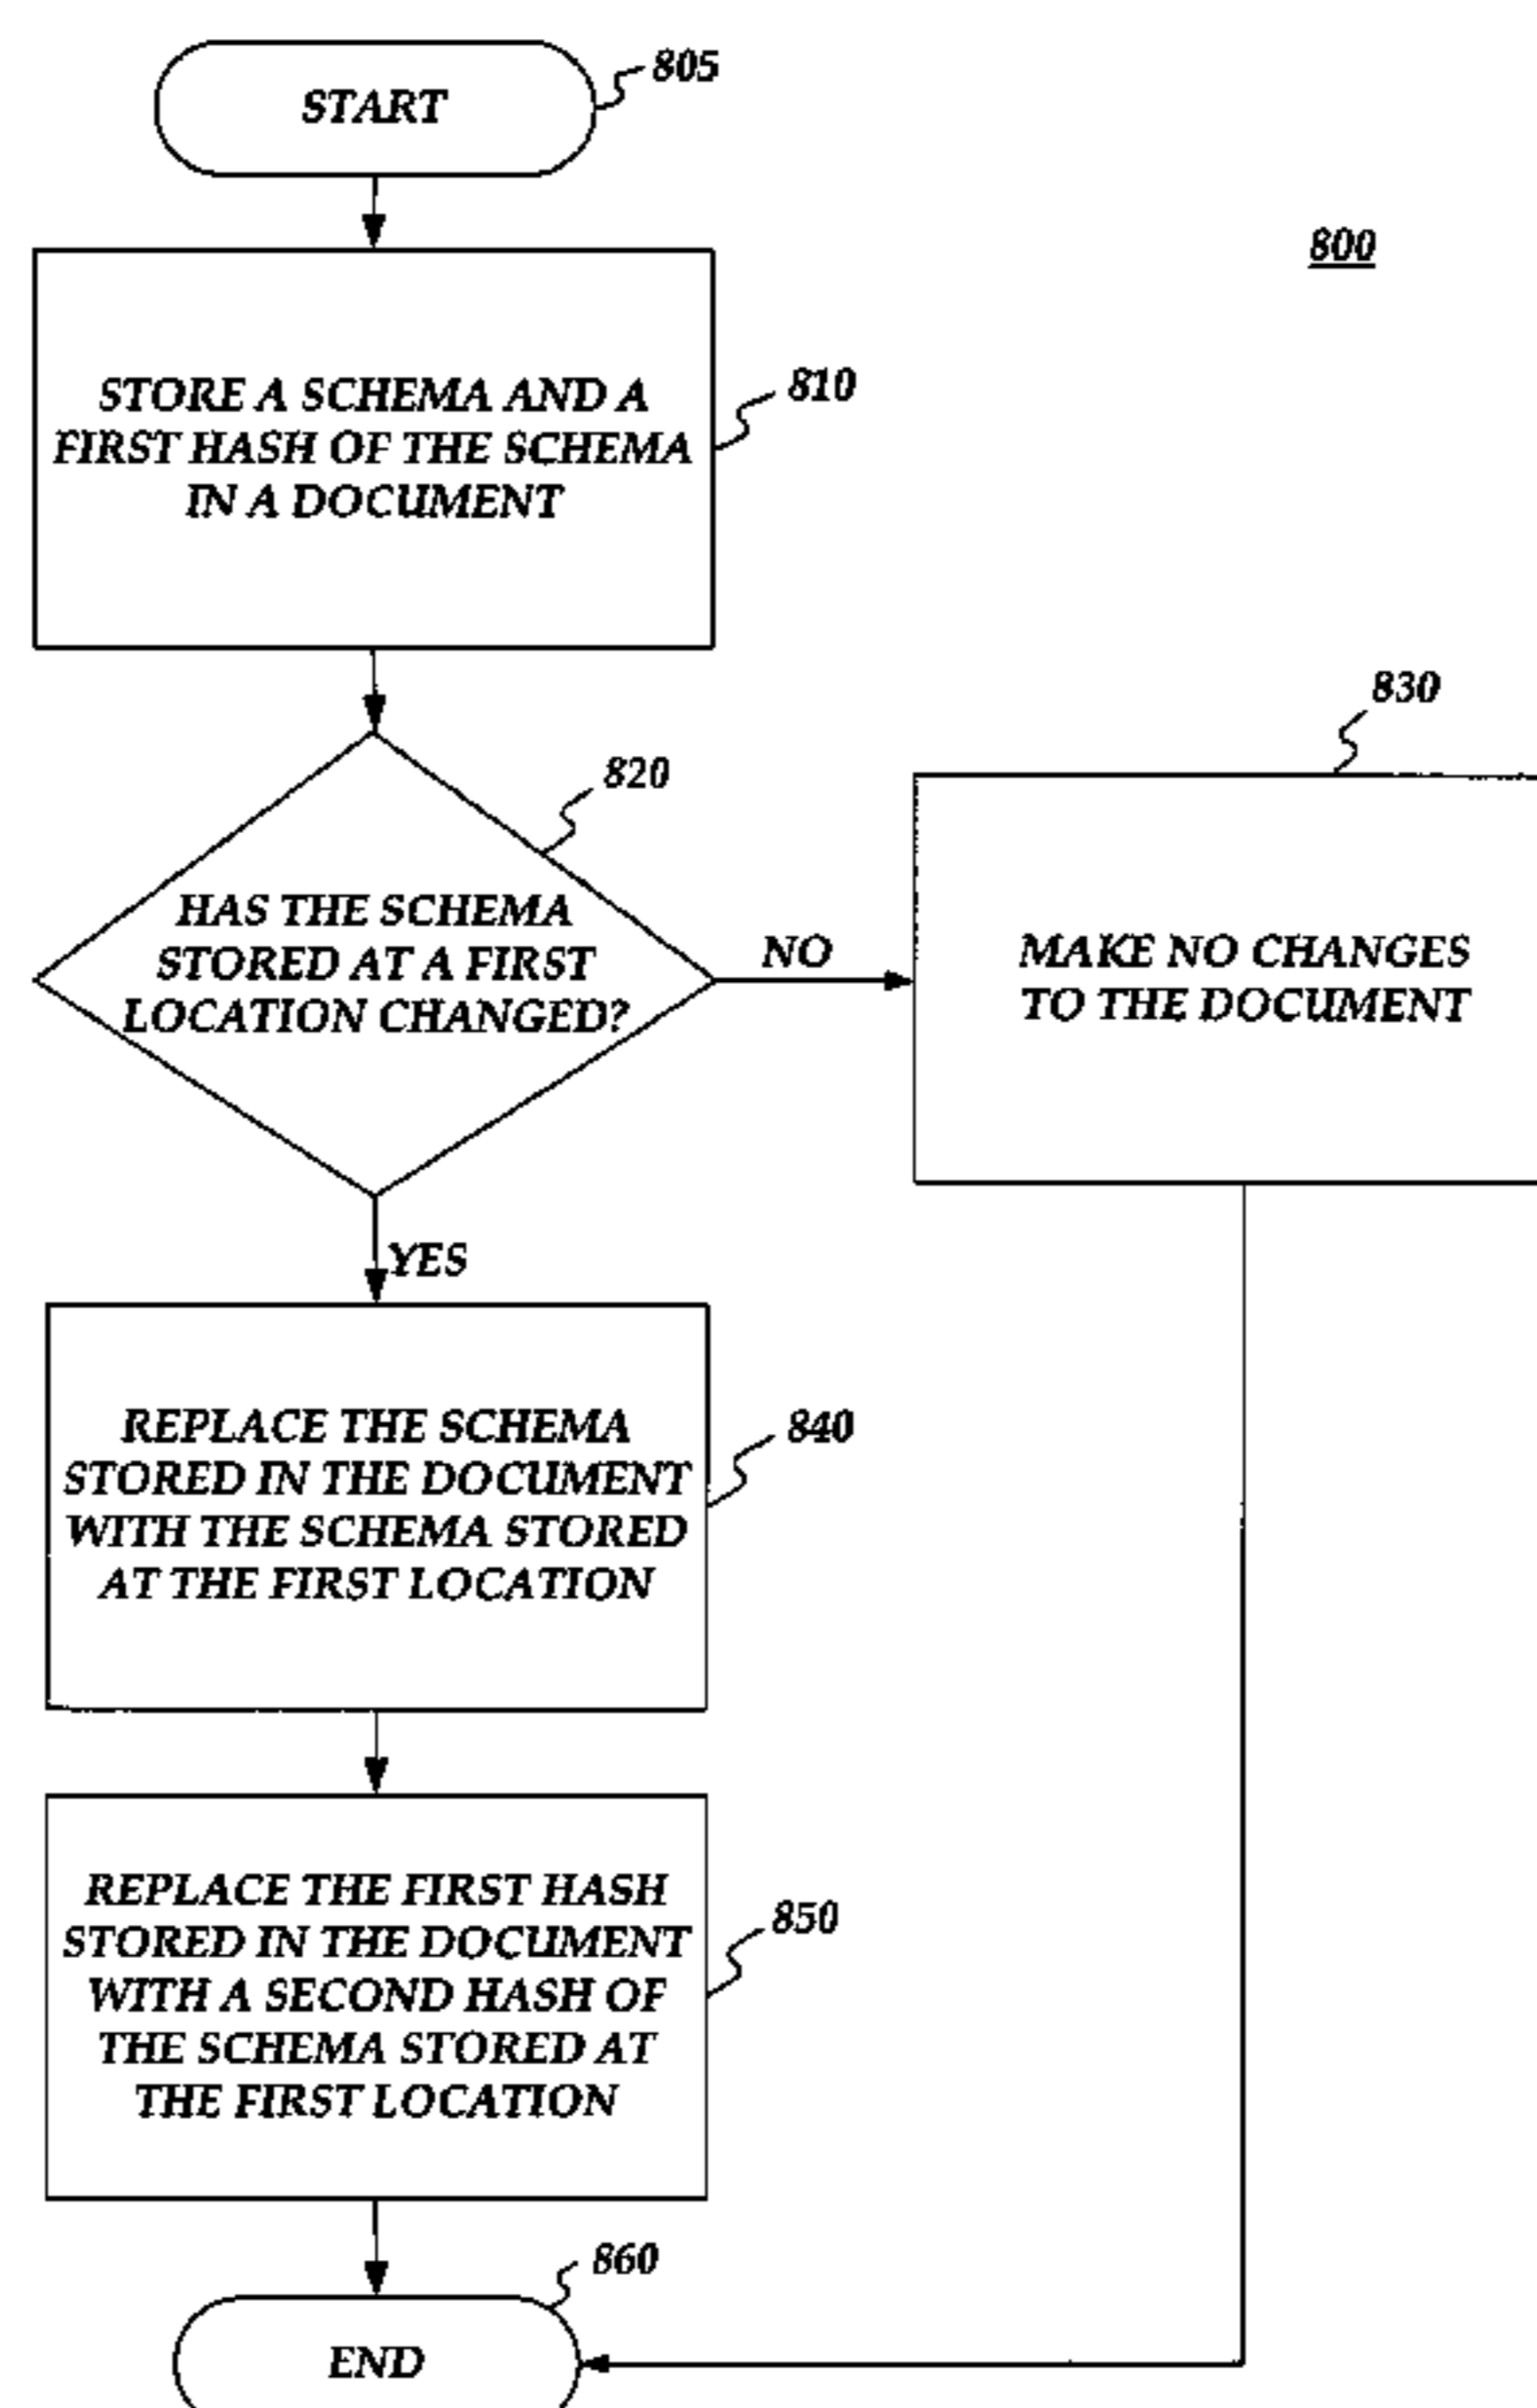 START
805
800
STORE A SCHEMA AND A
FIRST HASH OF THE SCHEMA
IN A DOCUMENT
810
820
HAS THE SCHEMA
STORED AT A FIRST
LOCATION CHANGED?
NO
830
MAKE NO CHANGES
TO THE DOCUMENT
YES
REPLACE THE SCHEMA
STORED IN THE DOCUMENT
WITH THE SCHEMA STORED
AT THE FIRST LOCATION
840
REPLACE THE FIRST HASH
STORED IN THE DOCUMENT
WITH A SECOND HASH OF
THE SCHEMA STORED AT
THE FIRST LOCATION
850
860
END